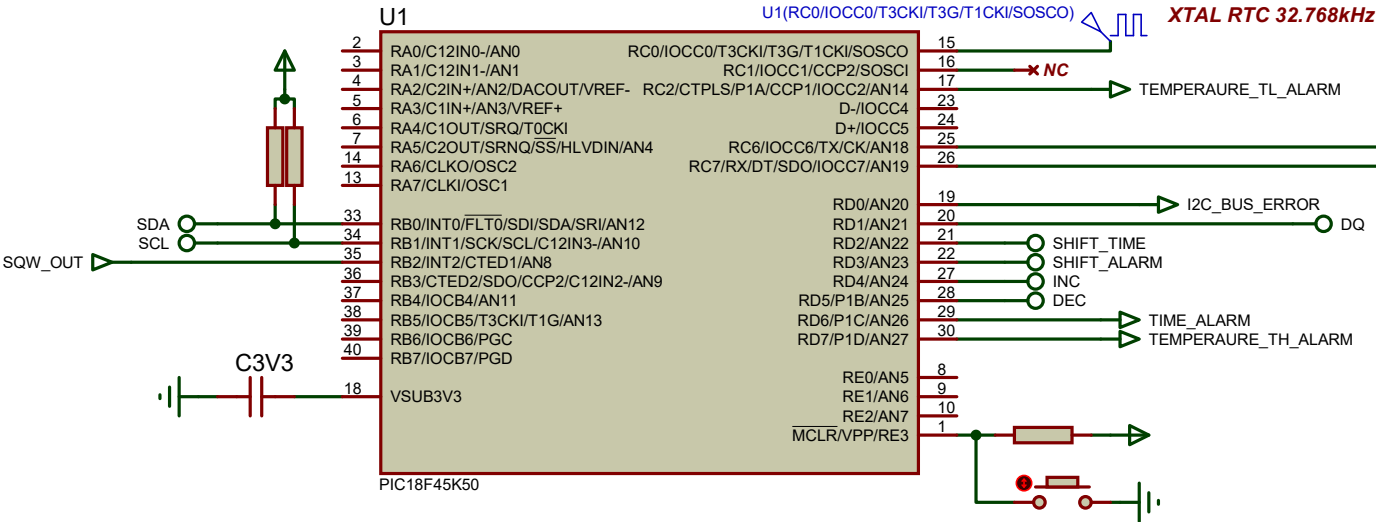 U1
U1(RC0/IOCC0/T3CKI/T3G/T1CKI/SOSCO)
XTAL RTC 32.768kHz
2 RA0/C12IN0-/AN0 RC0/IOCC0/T3CKI/T3G/T1CKI/SOSCO 15
3 RA1/C12IN1-/AN1 RC1/IOCC1/CCP2/SOSCI 16 NC
4 RA2/C2IN+/AN2/DACOUT/VREF- RC2/CTPLS/P1A/CCP1/IOCC2/AN14 17 TEMPERAURE_TL_ALARM
5 RA3/C1IN+/AN3/VREF+ D-/IOCC4 23
6 RA4/C1OUT/SRQ/T0CKI D+/IOCC5 24
7 RA5/C2OUT/SRNQ/SS/HLVDIN/AN4 RC6/IOCC6/TX/CK/AN18 25
14 RA6/CLKO/OSC2 RC7/RX/DT/SDO/IOCC7/AN19 26
13 RA7/CLKI/OSC1
RD0/AN20 19 I2C_BUS_ERROR
SDA 33 RB0/INT0/FLT0/SDI/SDA/SRI/AN12 RD1/AN21 20 DQ
SCL 34 RB1/INT1/SCK/SCL/C12IN3-/AN10 RD2/AN22 21 SHIFT_TIME
SQW_OUT 35 RB2/INT2/CTED1/AN8 RD3/AN23 22 SHIFT_ALARM
36 RB3/CTED2/SDO/CCP2/C12IN2-/AN9 RD4/AN24 27 INC
37 RB4/IOCB4/AN11 RD5/P1B/AN25 28 DEC
38 RB5/IOCB5/T3CKI/T1G/AN13 RD6/P1C/AN26 29 TIME_ALARM
39 RB6/IOCB6/PGC RD7/P1D/AN27 30 TEMPERAURE_TH_ALARM
40 RB7/IOCB7/PGD
C3V3
RE0/AN5 8
18 VSUB3V3 RE1/AN6 9
RE2/AN7 10
MCLR/VPP/RE3 1
PIC18F45K50